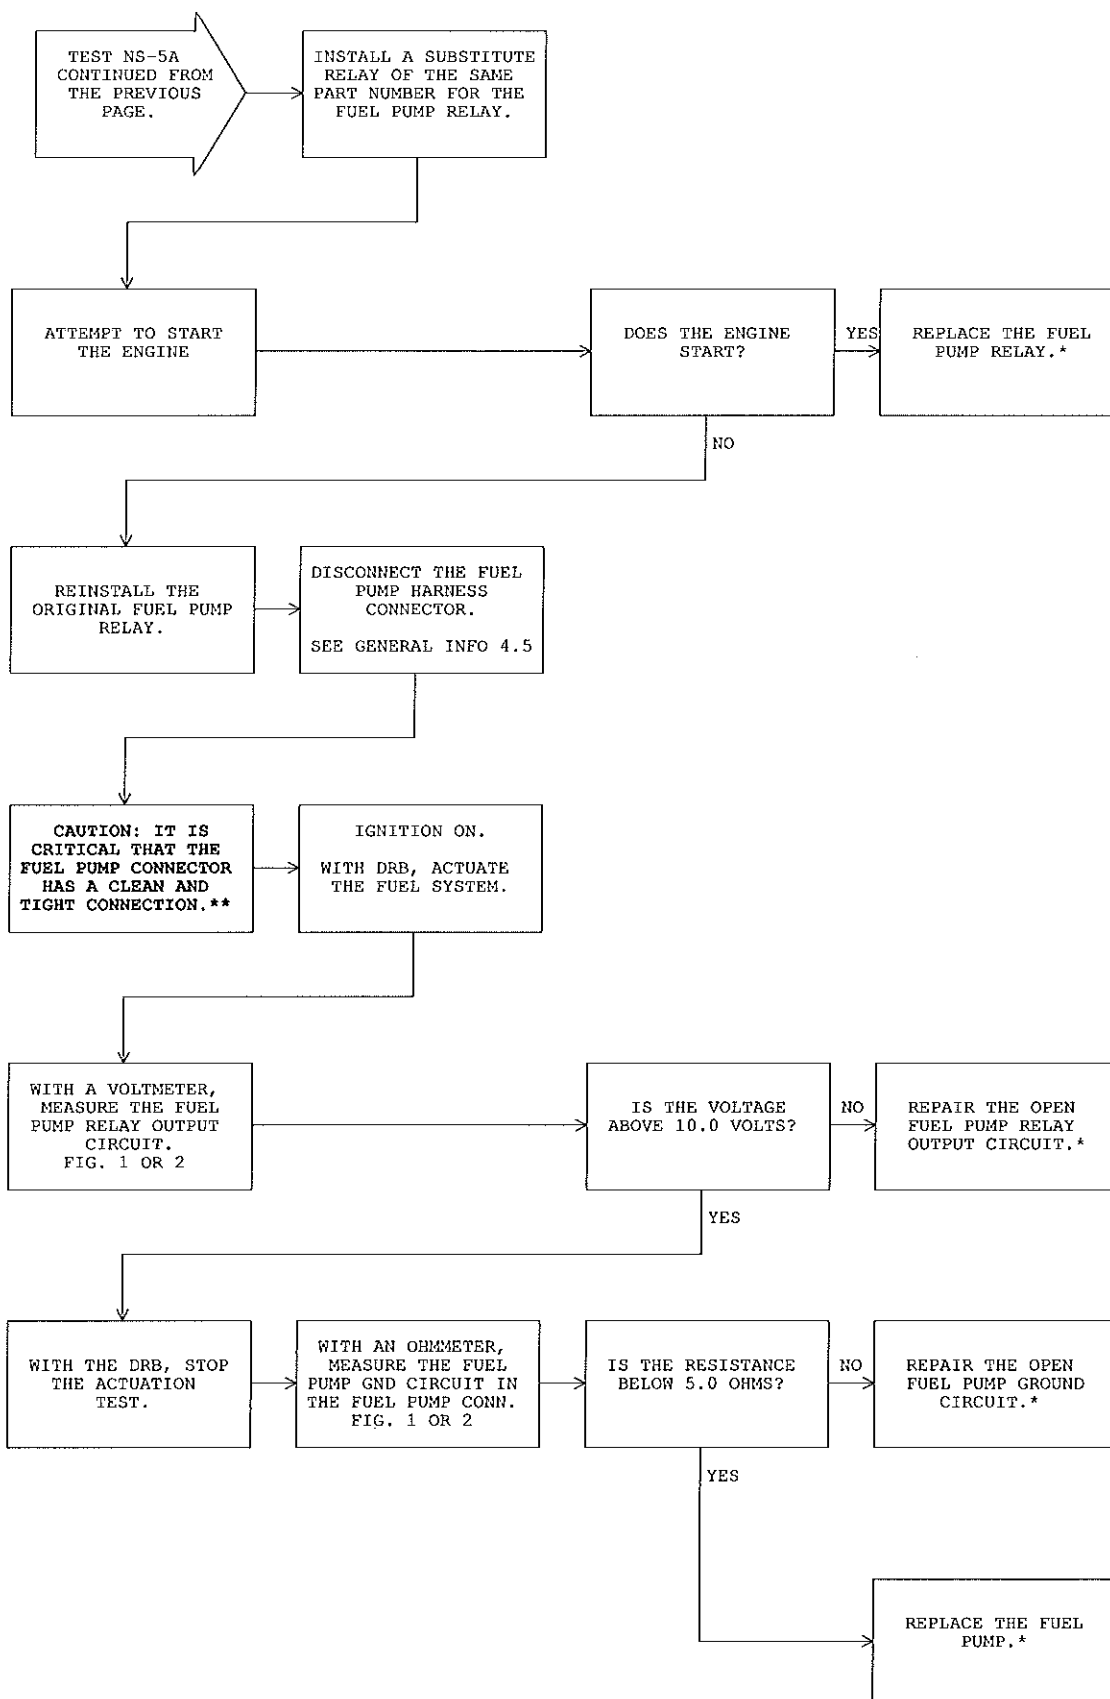 TEST NS-5A
CONTINUED FROM
THE PREVIOUS
PAGE.
INSTALL A SUBSTITUTE
RELAY OF THE SAME
PART NUMBER FOR THE
FUEL PUMP RELAY.
ATTEMPT TO START
THE ENGINE
DOES THE ENGINE
START?
YES
REPLACE THE FUEL
PUMP RELAY.*
NO
REINSTALL THE
ORIGINAL FUEL PUMP
RELAY.
DISCONNECT THE FUEL
PUMP HARNESS
CONNECTOR.
SEE GENERAL INFO 4.5
CAUTION: IT IS
CRITICAL THAT THE
FUEL PUMP CONNECTOR
HAS A CLEAN AND
TIGHT CONNECTION.**
IGNITION ON.
WITH DRB, ACTUATE
THE FUEL SYSTEM.
WITH A VOLTMETER,
MEASURE THE FUEL
PUMP RELAY OUTPUT
CIRCUIT.
FIG. 1 OR 2
IS THE VOLTAGE
ABOVE 10.0 VOLTS?
NO
REPAIR THE OPEN
FUEL PUMP RELAY
OUTPUT CIRCUIT.*
YES
WITH THE DRB, STOP
THE ACTUATION
TEST.
WITH AN OHMMETER,
MEASURE THE FUEL
PUMP GND CIRCUIT IN
THE FUEL PUMP CONN.
FIG. 1 OR 2
IS THE RESISTANCE
BELOW 5.0 OHMS?
NO
REPAIR THE OPEN
FUEL PUMP GROUND
CIRCUIT.*
YES
REPLACE THE FUEL
PUMP.*